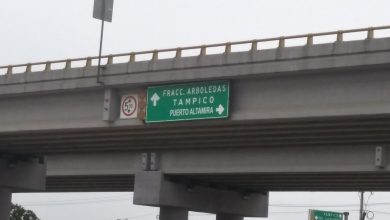 FRACC. ARBOLEDAS
TAMPICO
PUERTO ALTAMIRA